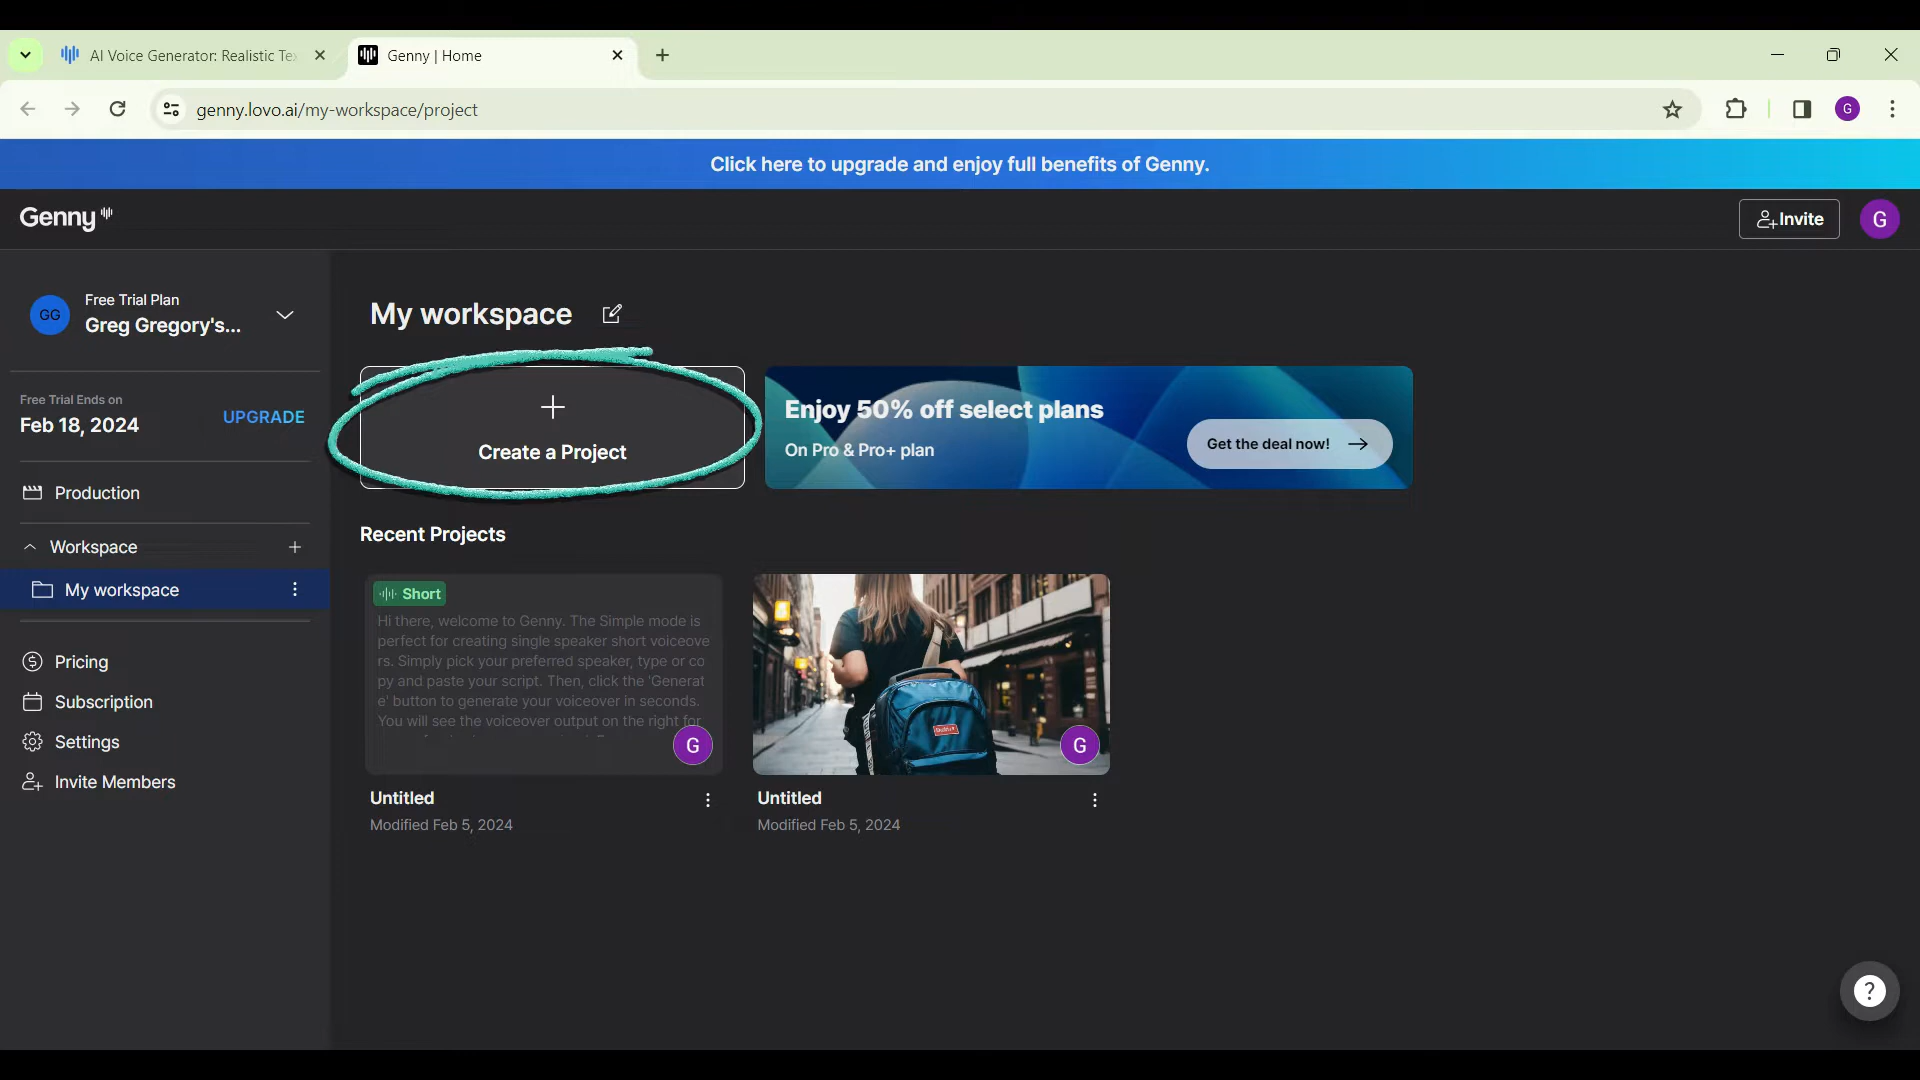 AI Voice Generator: Realistic Te
Genny | Home
genny.lovo.ai/my-workspace/project
G
Click here to upgrade and enjoy full benefits of Genny.
Genny
Invite
G
GG
Free Trial Plan
Greg Gregory's...
My workspace
Free Trial Ends on
Feb 18, 2024
UPGRADE
Create a Project
Enjoy 50% off select plans
On Pro & Pro+ plan
Get the deal now!
Production
Workspace
My workspace
Pricing
Subscription
Settings
Invite Members
Recent Projects
Short
Hi there, welcome to Genny. The Simple mode is
perfect for creating single speaker short voiceove
rs. Simply pick your preferred speaker, type or co
py and paste your script. Then, click the 'Generat
e' button to generate your voiceover in seconds.
You will see the voiceover output on the right for
G
G
Untitled
Modified Feb 5, 2024
Untitled
Modified Feb 5, 2024
?